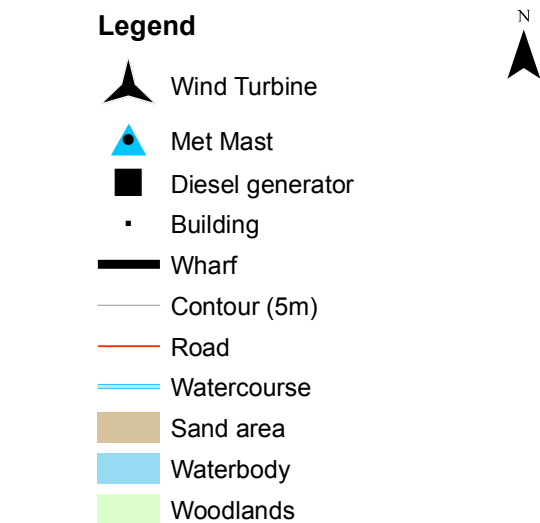 Legend
N
Wind Turbine
Met Mast
Diesel generator
Building
Wharf
Contour (5m)
Road
Watercourse
Sand area
Waterbody
Woodlands